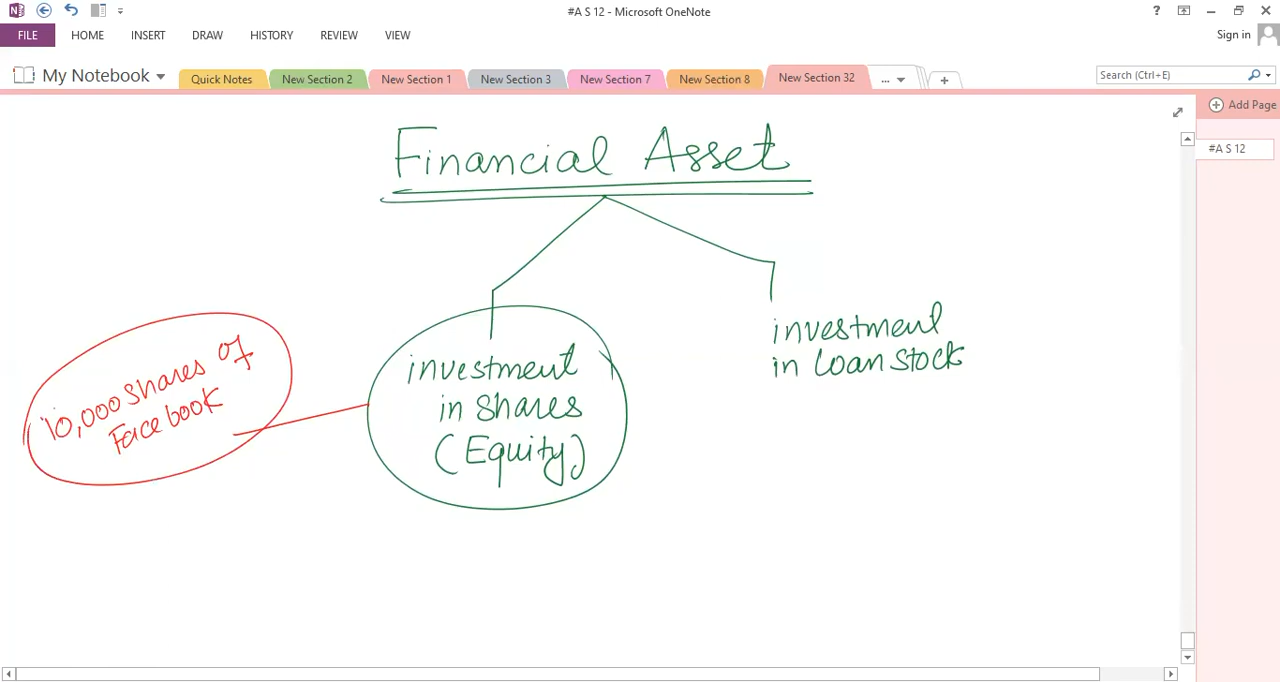 #A S 12 - Microsoft OneNote
?
FILE HOME INSERT DRAW HISTORY REVIEW VIEW
Sign in
My Notebook
Quick Notes New Section 2 New Section 1 New Section 3 New Section 7 New Section 8 New Section 32 ...
Search (Ctrl+E)
Add Page
#A S 12
Financial Asset
investment
in loan stock
investment
in shares
(Equity)
10,000 shares of
Facebook